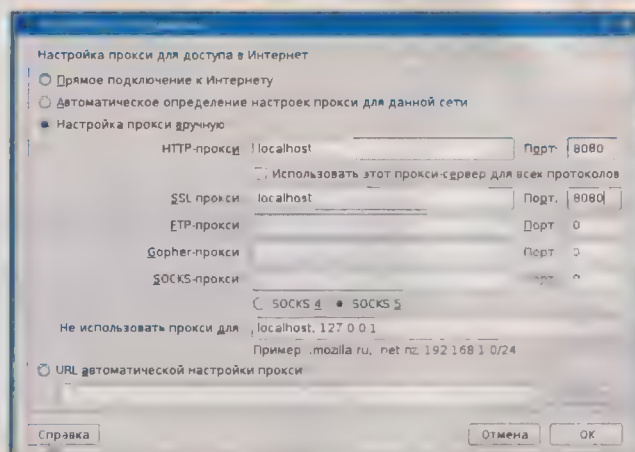 Настройка прокси для доступа в Интернет
Прямое подключение к Интернету
Автоматическое определение настроек прокси для данной сети
Настройка прокси вручную
HTTP-прокси localhost Порт 8080
Использовать этот прокси-сервер для всех протоколов
SSL прокси localhost Порт. 8080
FTP-прокси Порт 0
Gopher-прокси Порт 0
SOCKS-прокси
SOCKS 4 SOCKS 5
Не использовать прокси для localhost, 127 0 0 1
Пример .mozilla ru, net nz 192 168 1 0/24
URL автоматической настройки прокси
Справка Отмена OK